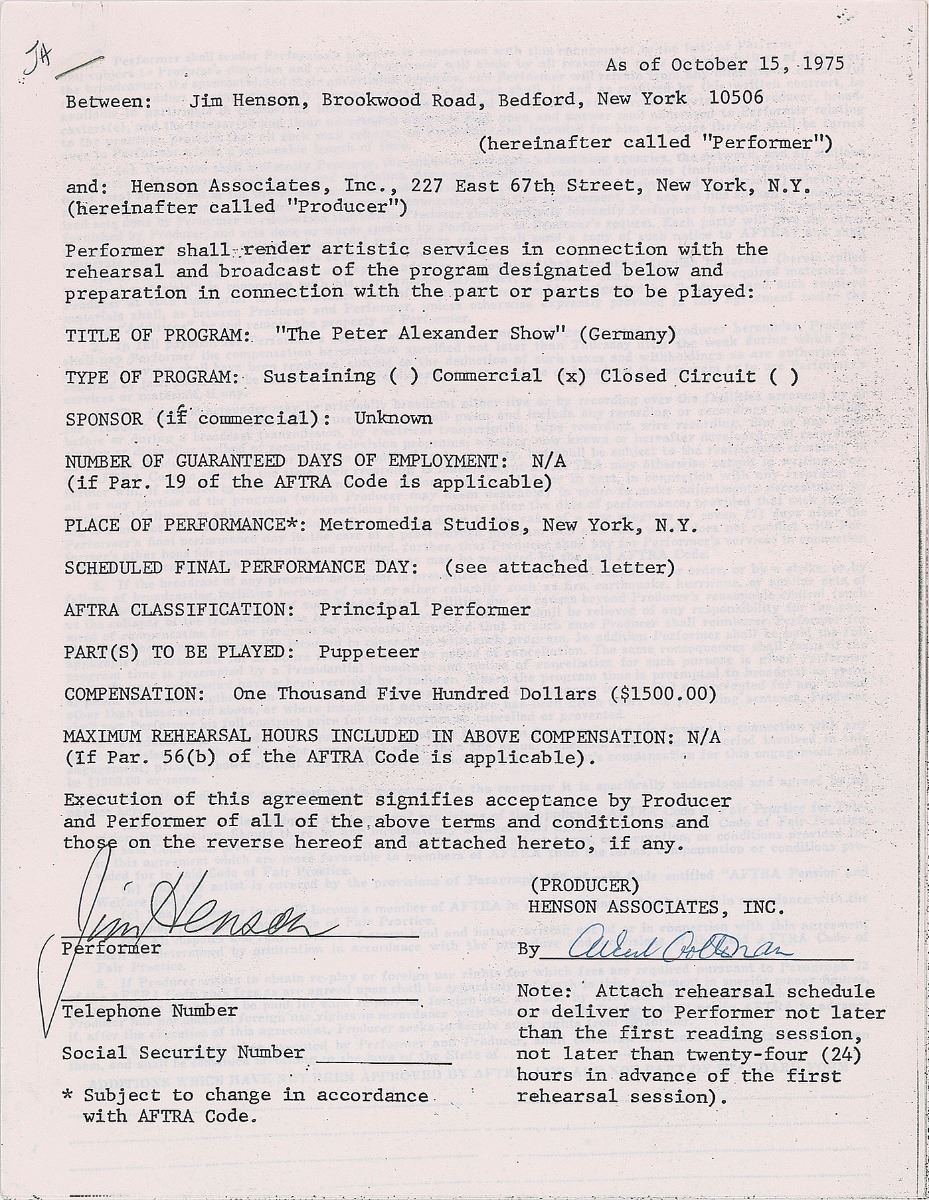 JH
As of October 15, 1975
Between: Jim Henson, Brookwood Road, Bedford, New York 10506
(hereinafter called "Performer")
and: Henson Associates, Inc., 227 East 67th Street, New York, N.Y.
(hereinafter called "Producer")
Performer shall render artistic services in connection with the
rehearsal and broadcast of the program designated below and
preparation in connection with the part or parts to be played:
TITLE OF PROGRAM: "The Peter Alexander Show" (Germany)
TYPE OF PROGRAM: Sustaining ( ) Commercial (x) Closed Circuit ( )
SPONSOR (if commercial): Unknown
NUMBER OF GUARANTEED DAYS OF EMPLOYMENT: N/A
(if Par. 19 of the AFTRA Code is applicable)
PLACE OF PERFORMANCE*: Metromedia Studios, New York, N.Y.
SCHEDULED FINAL PERFORMANCE DAY: (see attached letter)
AFTRA CLASSIFICATION: Principal Performer
PART(S) TO BE PLAYED: Puppeteer
COMPENSATION: One Thousand Five Hundred Dollars ($1500.00)
MAXIMUM REHEARSAL HOURS INCLUDED IN ABOVE COMPENSATION: N/A
(If Par. 56(b) of the AFTRA Code is applicable).
Execution of this agreement signifies acceptance by Producer
and Performer of all of the above terms and conditions and
those on the reverse hereof and attached hereto, if any.
Jim Henson
Performer
Telephone Number
Social Security Number
* Subject to change in accordance
with AFTRA Code.
(PRODUCER)
HENSON ASSOCIATES, INC.
By
Note: Attach rehearsal schedule
or deliver to Performer not later
than the first reading session,
not later than twenty-four (24)
hours in advance of the first
rehearsal session).